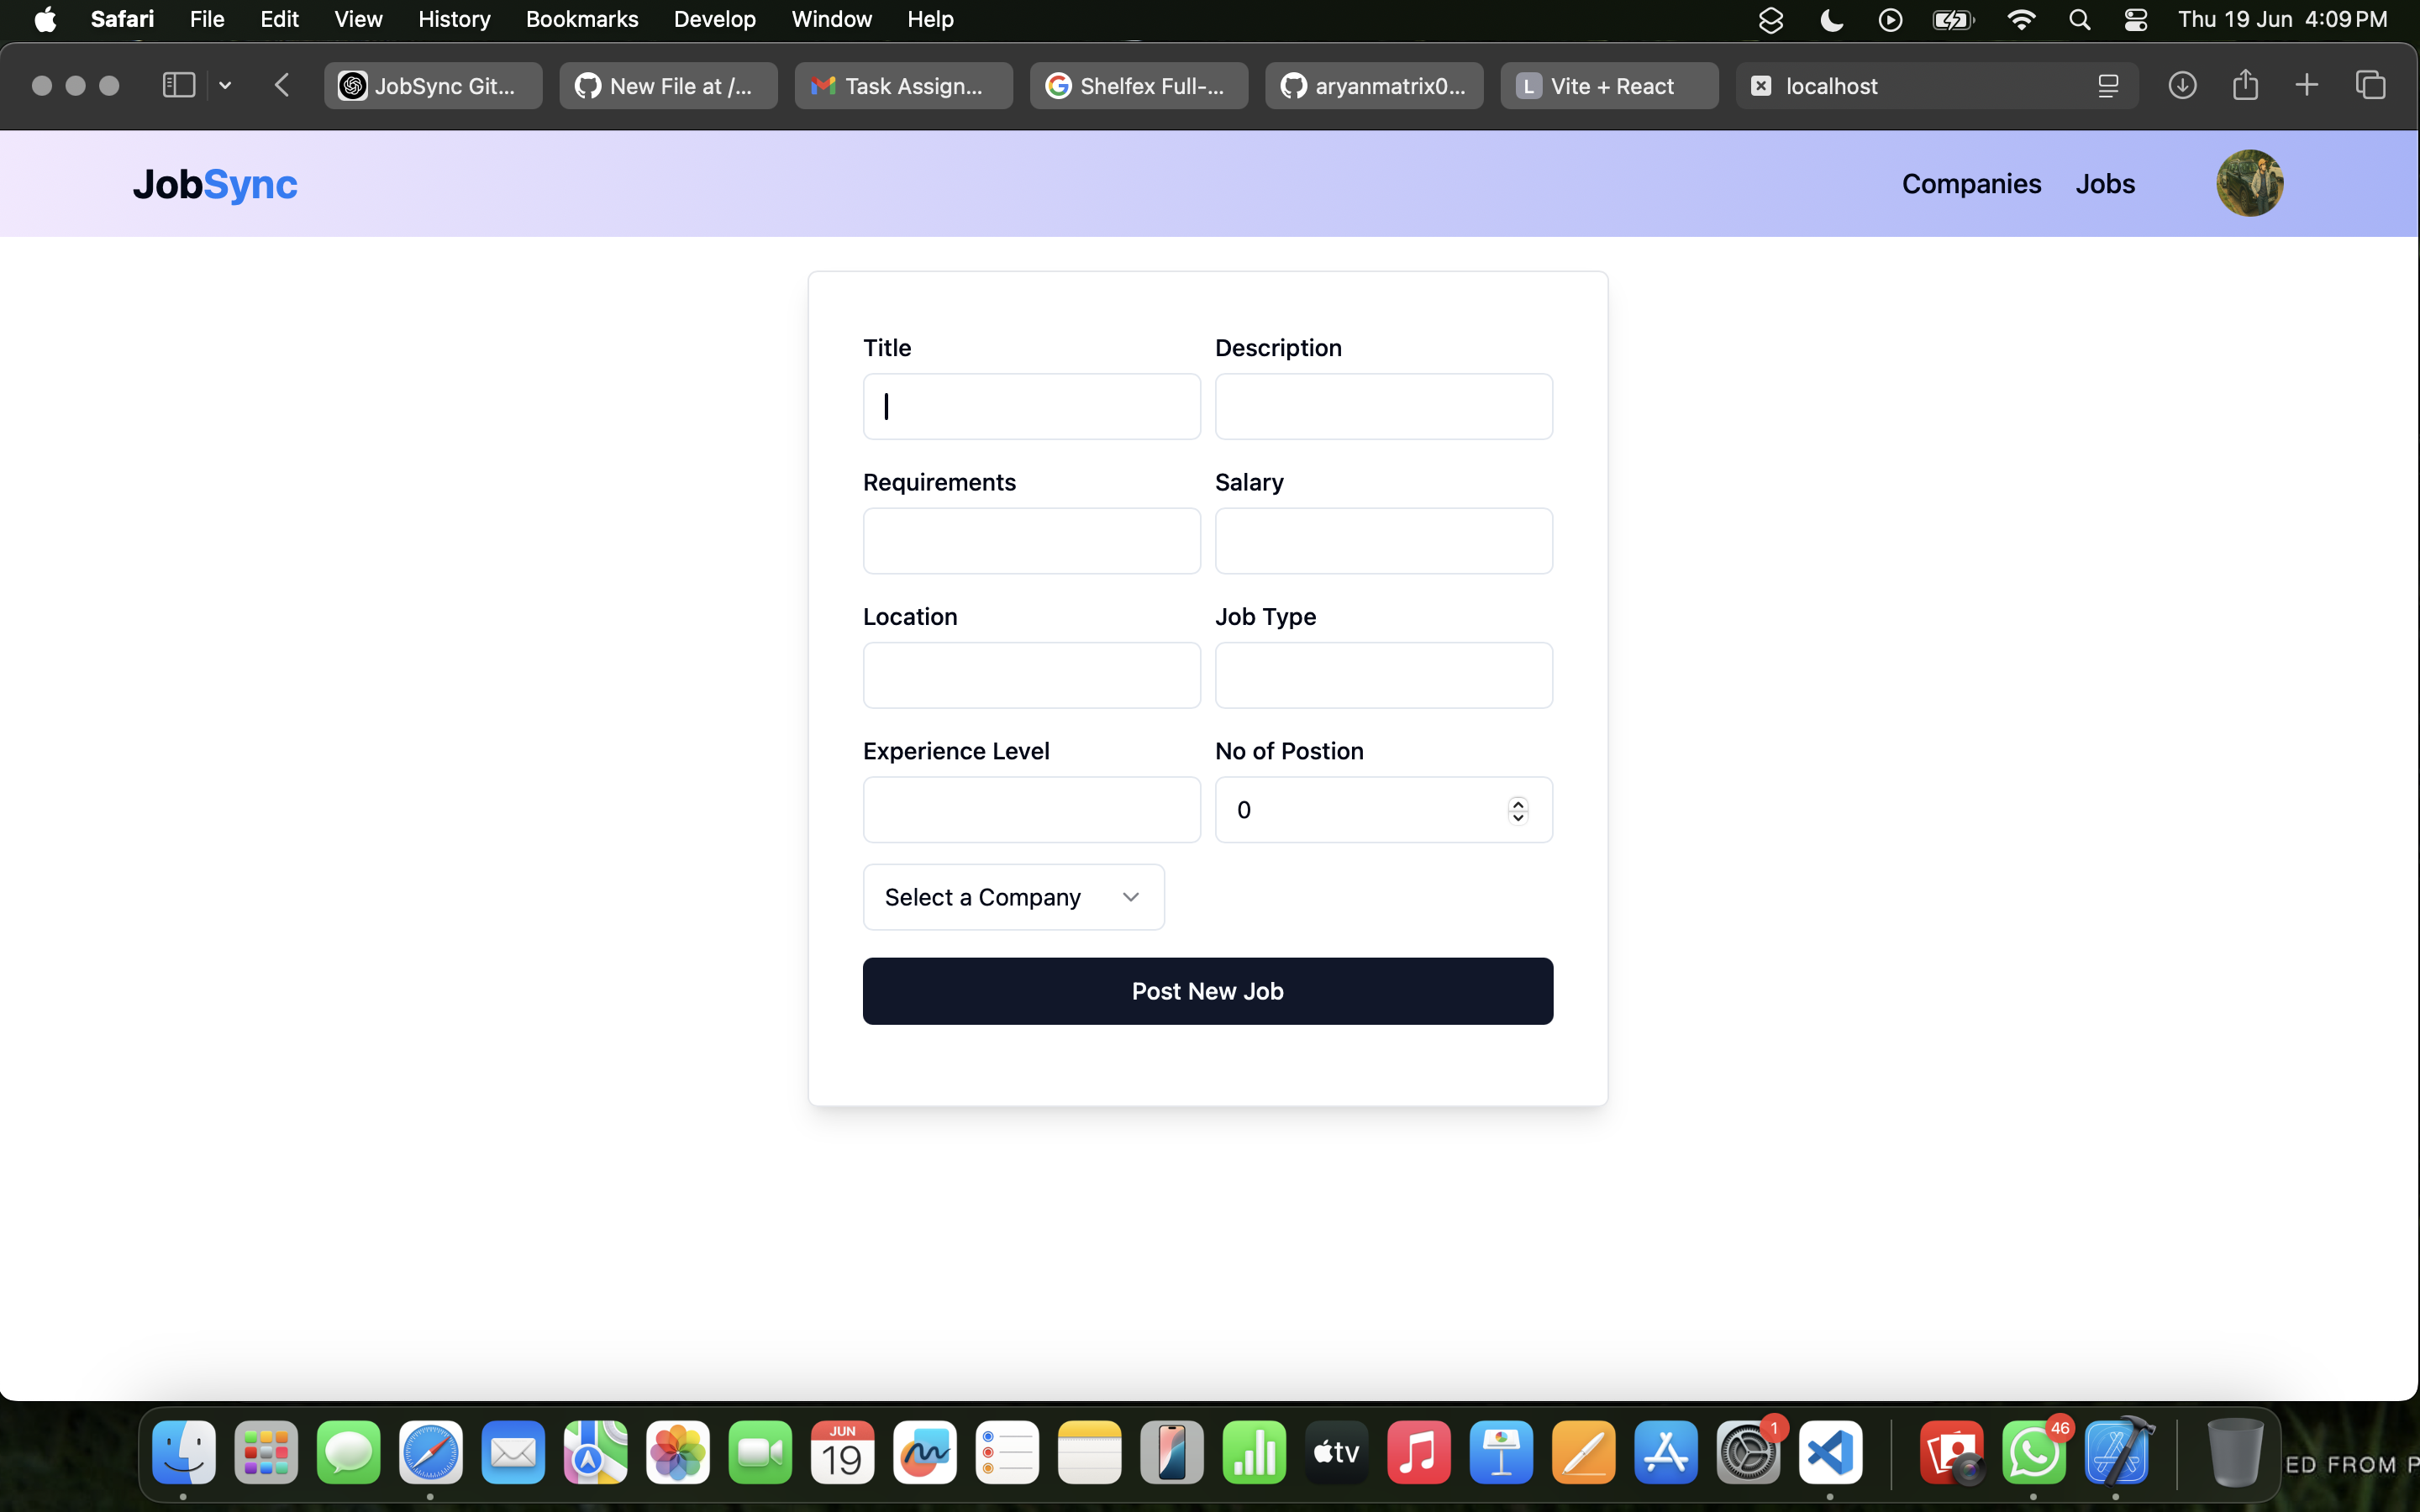 Safari File Edit View History Bookmarks Develop Window Help Thu 19 Jun 4:09 PM
JobSync Git... New File at /... Task Assign... Shelfex Full-... aryanmatrix0... L Vite + React localhost
JobSync Companies Jobs
Title Description
Requirements Salary
Location Job Type
Experience Level No of Postion
0
Select a Company
Post New Job
JUN 1 46
19 tv
ED FROM P